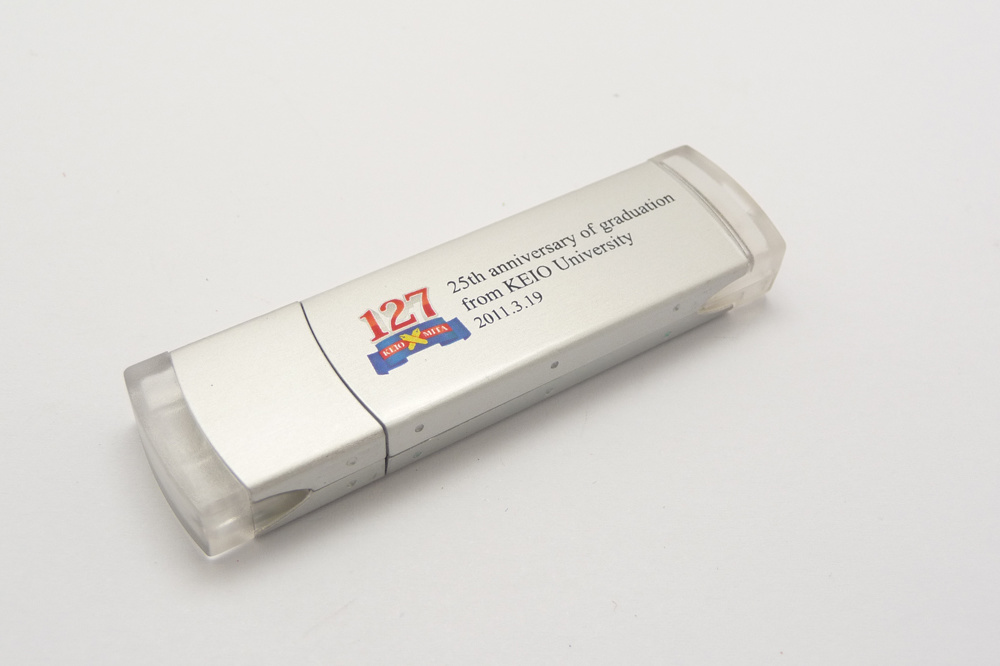 127
KEIO MITA
25th anniversary of graduation
from KEIO University
2011.3.19